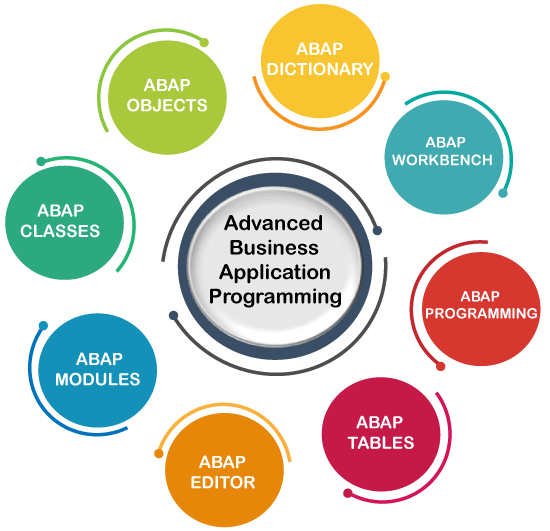 ABAP
DICTIONARY
ABAP
OBJECTS
ABAP
WORKBENCH
ABAP
CLASSES
Advanced
Business
Application
Programming
ABAP
PROGRAMMING
ABAP
MODULES
ABAP
TABLES
ABAP
EDITOR